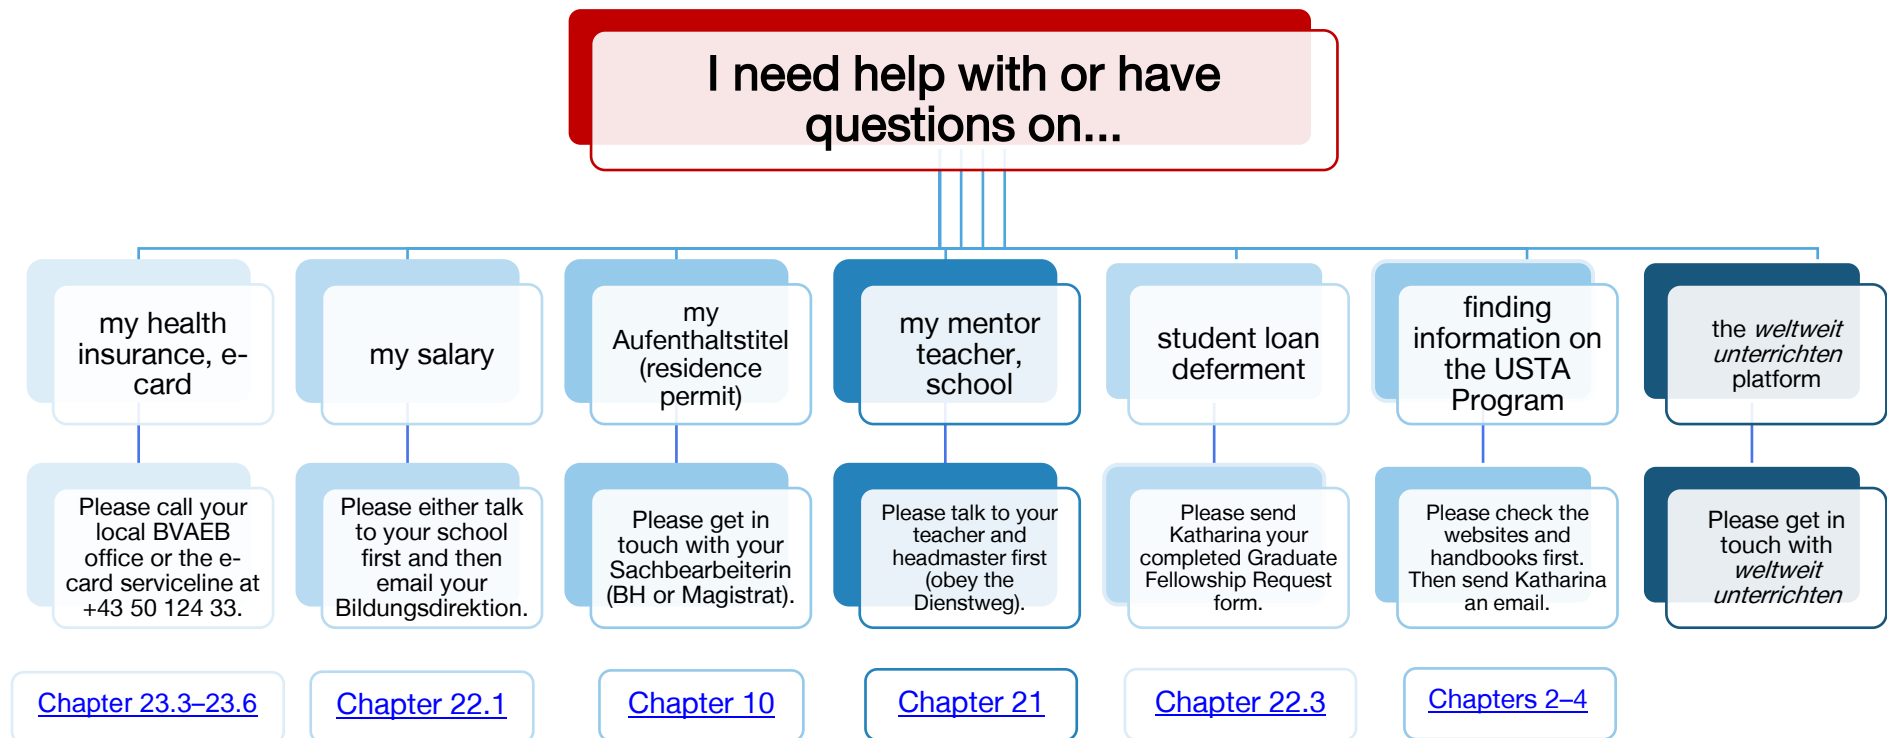 I need help with or have
questions on...
my health
insurance, e-
card
my salary
my
Aufenthaltstitel
(residence
permit)
my mentor
teacher,
school
student loan
deferment
finding
information on
the USTA
Program
the weltweit
unterrichten
platform
Please call your
local BVAEB
office or the e-
card serviceline at
+43 50 124 33.
Please either talk
to your school
first and then
email your
Bildungsdirektion.
Please get in
touch with your
Sachbearbeiterin
(BH or Magistrat).
Please talk to your
teacher and
headmaster first
(obey the
Dienstweg).
Please send
Katharina your
completed Graduate
Fellowship Request
form.
Please check the
websites and
handbooks first.
Then send Katharina
an email.
Please get in
touch with
weltweit
unterrichten
Chapter 23.3–23.6
Chapter 22.1
Chapter 10
Chapter 21
Chapter 22.3
Chapters 2–4